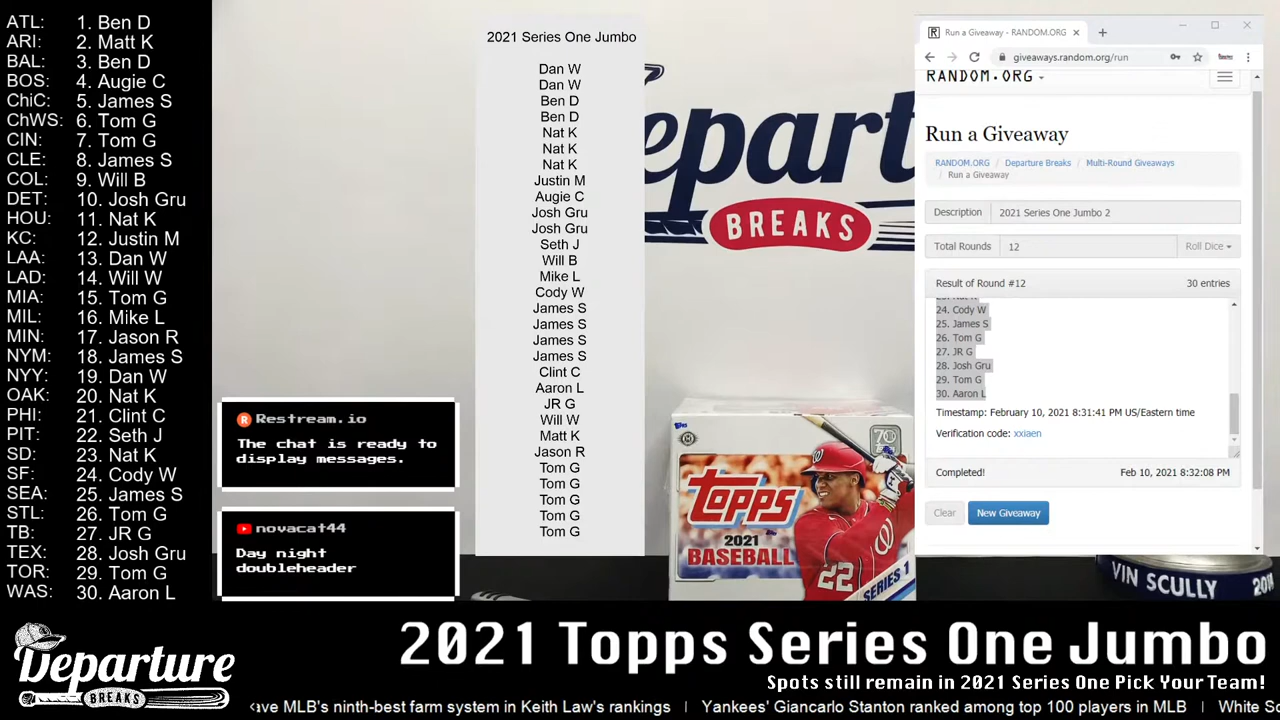 ATL: 1. Ben D
ARI: 2. Matt K
BAL: 3. Ben D
BOS: 4. Augie C
ChiC: 5. James S
ChWS: 6. Tom G
CIN: 7. Tom G
CLE: 8. James S
COL: 9. Will B
DET: 10. Josh Gru
HOU: 11. Nat K
KC: 12. Justin M
LAA: 13. Dan W
LAD: 14. Will W
MIA: 15. Tom G
MIL: 16. Mike L
MIN: 17. Jason R
NYM: 18. James S
NYY: 19. Dan W
OAK: 20. Nat K
PHI: 21. Clint C
PIT: 22. Seth J
SD: 23. Nat K
SF: 24. Cody W
SEA: 25. James S
STL: 26. Tom G
TB: 27. JR G
TEX: 28. Josh Gru
TOR: 29. Tom G
WAS: 30. Aaron L
Restream.io
The chat is ready to
display messages.
novacat44
Day night
doubleheader
2021 Series One Jumbo
Dan W
Dan W
Ben D
Ben D
Nat K
Nat K
Nat K
Justin M
Augie C
Josh Gru
Josh Gru
Seth J
Will B
Mike L
Cody W
James S
James S
James S
James S
Clint C
Aaron L
JR G
Will W
Matt K
Jason R
Tom G
Tom G
Tom G
Tom G
Tom G
Depart
BREAKS
topps
70
Topps
2021
BASEBALL
22
SERIES 1
VIN SCULLY
Run a Giveaway - RANDOM.ORG
giveaways.random.org/run
RANDOM.ORG
Run a Giveaway
RANDOM.ORG / Departure Breaks / Multi-Round Giveaways
/ Run a Giveaway
Description 2021 Series One Jumbo 2
Total Rounds 12 Roll Dice
Result of Round #12 30 entries
24. Cody W
25. James S
26. Tom G
27. JR G
28. Josh Gru
29. Tom G
30. Aaron L
Timestamp: February 10, 2021 8:31:41 PM US/Eastern time
Verification code: xxiaen
Completed! Feb 10, 2021 8:32:08 PM
Clear New Giveaway
Departure
BREAKS
2021 Topps Series One Jumbo
Spots still remain in 2021 Series One Pick Your Team!
ave MLB's ninth-best farm system in Keith Law's rankings | Yankees' Giancarlo Stanton ranked among top 100 players in MLB | White So